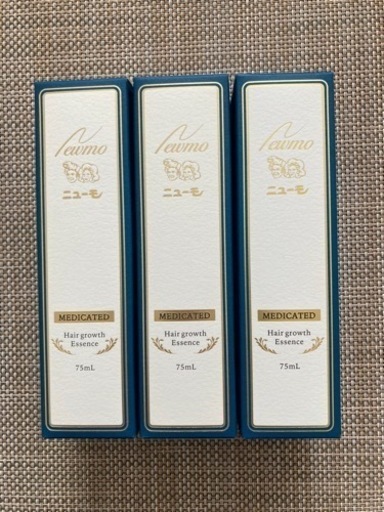 Newmo
ニューモ
MEDICATED
Hair growth
Essence
75mL
Newmo
ニューモ
MEDICATED
Hair growth
Essence
75mL
Newmo
ニューモ
MEDICATED
Hair growth
Essence
75mL